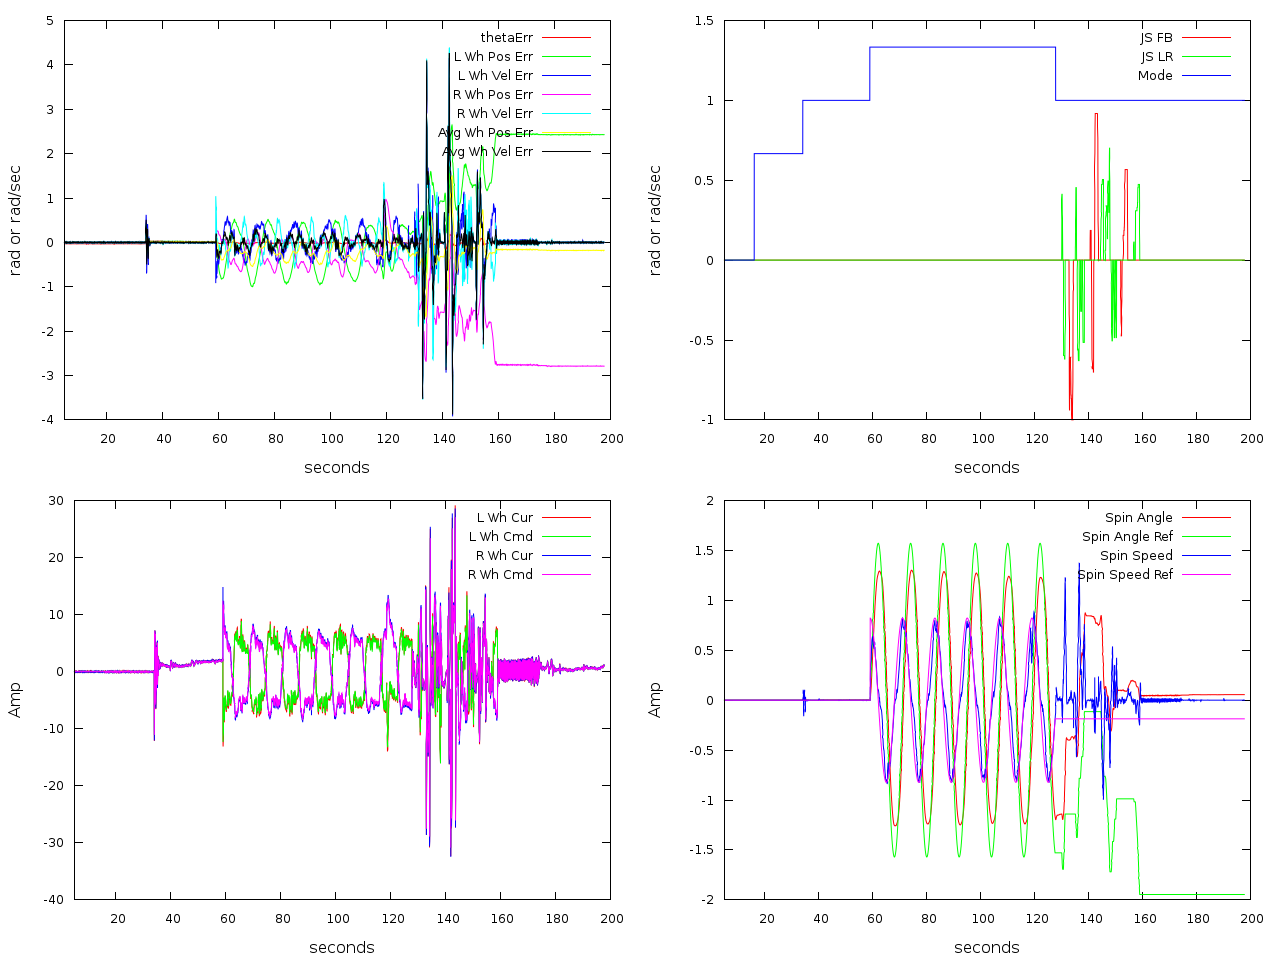 5
4
3
2
1
0
-1
-2
-3
-4
rad or rad/sec
thetaErr
L Wh Pos Err
L Wh Vel Err
R Wh Pos Err
R Wh Vel Err
Avg Wh Pos Err
Avg Wh Vel Err
20 40 60 80 100 120 140 160 180 200
seconds
1.5
1
0.5
0
-0.5
-1
rad or rad/sec
JS FB
JS LR
Mode
20 40 60 80 100 120 140 160 180 200
seconds
30
20
10
0
-10
-20
-30
-40
Amp
L Wh Cur
L Wh Cmd
R Wh Cur
R Wh Cmd
20 40 60 80 100 120 140 160 180 200
seconds
2
1.5
1
0.5
0
-0.5
-1
-1.5
-2
Amp
Spin Angle
Spin Angle Ref
Spin Speed
Spin Speed Ref
20 40 60 80 100 120 140 160 180 200
seconds